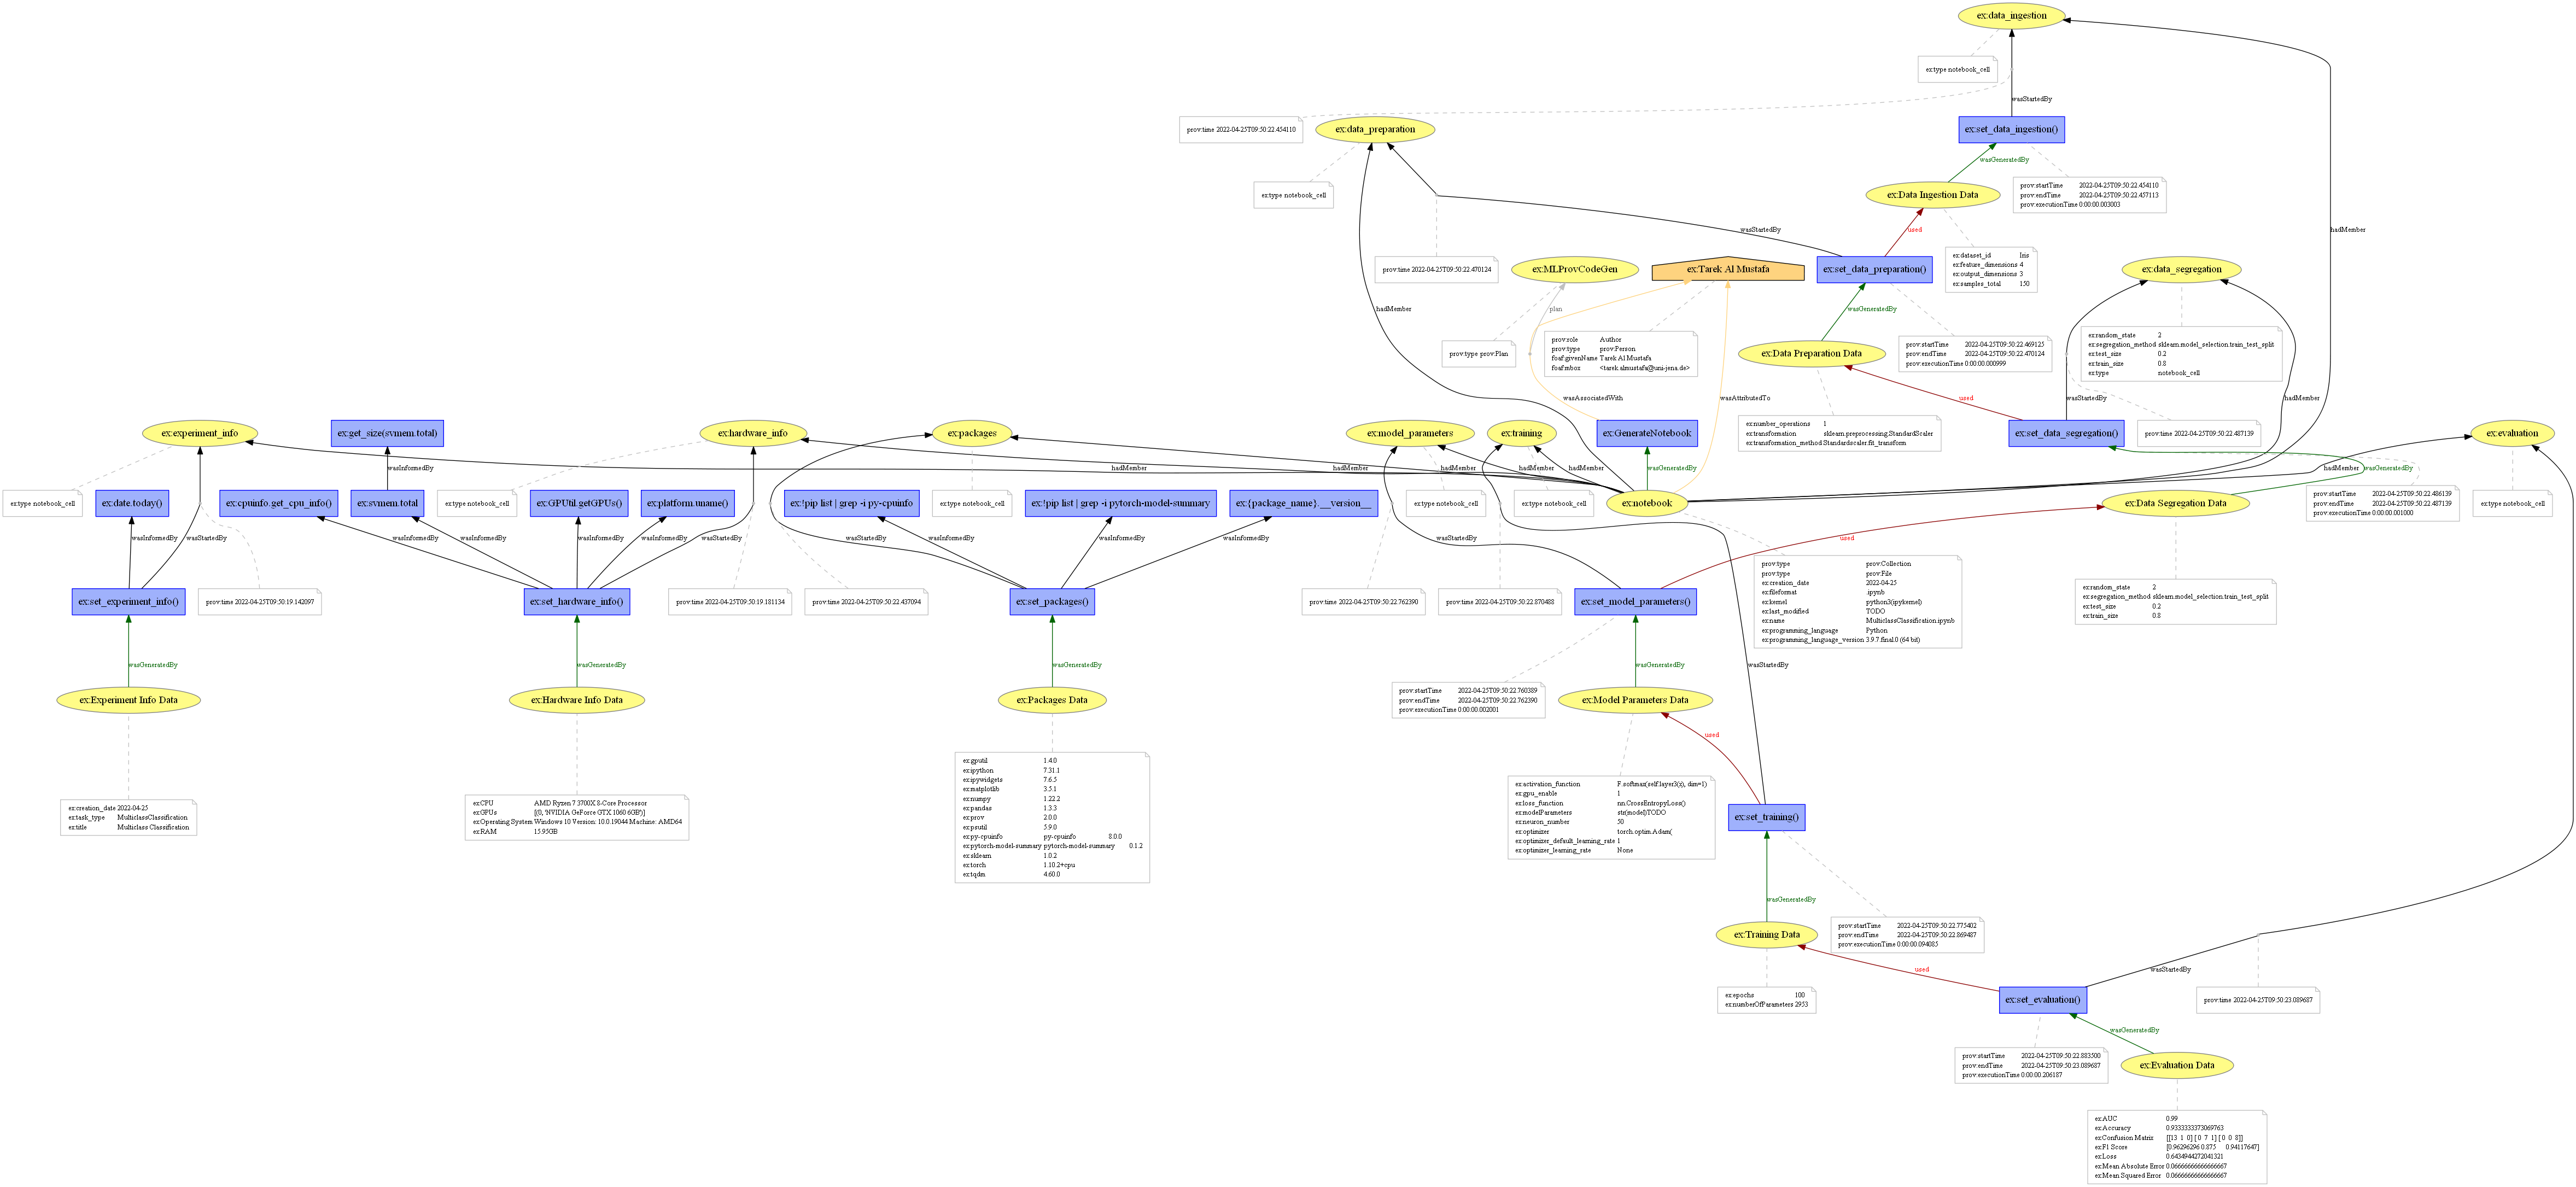 ex:data_ingestion
ex:type notebook_cell
wasStartedBy
prov:time 2022-04-25T09:50:22.454110
ex:data_preparation
ex:set_data_ingestion()
wasGeneratedBy
ex:type notebook_cell
ex:Data Ingestion Data
prov:startTime 2022-04-25T09:50:22.454110
prov:endTime 2022-04-25T09:50:22.457113
prov:executionTime 0:00:00.003003
wasStartedBy
used
hadMember
prov:time 2022-04-25T09:50:22.470124
ex:MLProvCodeGen
ex:Tarek Al Mustafa
ex:set_data_preparation()
ex:dataset_id Iris
ex:feature_dimensions 4
ex:output_dimensions 3
ex:samples_total 150
ex:data_segregation
hadMember
plan
wasGeneratedBy
prov:type prov:Plan
prov:role Author
prov:type prov:Person
foaf:givenName Tarek Al Mustafa
foaf:mbox <tarek.almustafa@uni-jena.de>
ex:Data Preparation Data
prov:startTime 2022-04-25T09:50:22.469125
prov:endTime 2022-04-25T09:50:22.470124
prov:executionTime 0:00:00.000999
ex:random_state 2
ex:segregation_method sklearn.model_selection.train_test_split
ex:test_size 0.2
ex:train_size 0.8
ex:type notebook_cell
wasAssociatedWith
wasAttributedTo
used
wasStartedBy
hadMember
ex:experiment_info
ex:get_size(svmem.total)
ex:hardware_info
ex:packages
ex:model_parameters
ex:training
ex:GenerateNotebook
ex:number_operations 1
ex:transformation sklearn.preprocessing.StandardScaler
ex:transformation_method StandardScaler.fit_transform
ex:set_data_segregation()
prov:time 2022-04-25T09:50:22.487139
ex:evaluation
wasInformedBy
hadMember
hadMember
hadMember
hadMember
hadMember
wasGeneratedBy
wasGeneratedBy
hadMember
ex:type notebook_cell
ex:date.today()
ex:cpuinfo.get_cpu_info()
ex:svmem.total
ex:type notebook_cell
ex:GPUtil.getGPUs()
ex:platform.uname()
ex:!pip list | grep -i py-cpuinfo
ex:type notebook_cell
ex:!pip list | grep -i pytorch-model-summary
ex:{package_name}.__version__
ex:type notebook_cell
ex:type notebook_cell
ex:notebook
ex:Data Segregation Data
prov:startTime 2022-04-25T09:50:22.486139
prov:endTime 2022-04-25T09:50:22.487139
prov:executionTime 0:00:00.001000
ex:type notebook_cell
wasInformedBy
wasStartedBy
wasInformedBy
wasInformedBy
wasInformedBy
wasInformedBy
wasStartedBy
wasStartedBy
wasInformedBy
wasInformedBy
wasInformedBy
wasStartedBy
used
ex:set_experiment_info()
prov:time 2022-04-25T09:50:19.142097
ex:set_hardware_info()
prov:time 2022-04-25T09:50:19.181134
prov:time 2022-04-25T09:50:22.437094
ex:set_packages()
prov:time 2022-04-25T09:50:22.762390
prov:time 2022-04-25T09:50:22.870488
ex:set_model_parameters()
prov:type prov:Collection
prov:type prov:File
ex:creation_date 2022-04-25
ex:fileformat .ipynb
ex:kernel python3(ipykernel)
ex:last_modified TODO
ex:name MulticlassClassification.ipynb
ex:programming_language Python
ex:programming_language_version 3.9.7.final.0 (64 bit)
ex:random_state 2
ex:segregation_method sklearn.model_selection.train_test_split
ex:test_size 0.2
ex:train_size 0.8
wasGeneratedBy
wasGeneratedBy
wasGeneratedBy
wasGeneratedBy
wasStartedBy
ex:Experiment Info Data
ex:Hardware Info Data
ex:Packages Data
prov:startTime 2022-04-25T09:50:22.760389
prov:endTime 2022-04-25T09:50:22.762390
prov:executionTime 0:00:00.002001
ex:Model Parameters Data
used
ex:creation_date 2022-04-25
ex:task_type MulticlassClassification
ex:title Multiclass Classification
ex:CPU AMD Ryzen 7 3700X 8-Core Processor
ex:GPUs [(0, 'NVIDIA GeForce GTX 1060 6GB')]
ex:Operating System Windows 10 Version: 10.0.19044 Machine: AMD64
ex:RAM 15.95GB
ex:gputil 1.4.0
ex:ipython 7.31.1
ex:ipywidgets 7.6.5
ex:matplotlib 3.5.1
ex:numpy 1.22.2
ex:pandas 1.3.3
ex:prov 2.0.0
ex:psutil 5.9.0
ex:py-cpuinfo py-cpuinfo 8.0.0
ex:pytorch-model-summary pytorch-model-summary 0.1.2
ex:sklearn 1.0.2
ex:torch 1.10.2+cpu
ex:tqdm 4.60.0
ex:activation_function F.softmax(self.layer3(x), dim=1)
ex:gpu_enable 1
ex:loss_function nn.CrossEntropyLoss()
ex:modelParameters str(model)TODO
ex:neuron_number 50
ex:optimizer torch.optim.Adam(
ex:optimizer_default_learning_rate 1
ex:optimizer_learning_rate None
ex:set_training()
wasGeneratedBy
ex:Training Data
prov:startTime 2022-04-25T09:50:22.775402
prov:endTime 2022-04-25T09:50:22.869487
prov:executionTime 0:00:00.094085
used
wasStartedBy
ex:epochs 100
ex:numberOfParameters 2953
ex:set_evaluation()
prov:time 2022-04-25T09:50:23.089687
wasGeneratedBy
prov:startTime 2022-04-25T09:50:22.883500
prov:endTime 2022-04-25T09:50:23.089687
prov:executionTime 0:00:00.206187
ex:Evaluation Data
ex:AUC 0.99
ex:Accuracy 0.9333333373069763
ex:Confusion Matrix [[13 1 0] [ 0 7 1] [ 0 0 8]]
ex:F1 Score [0.96296296 0.875 0.94117647]
ex:Loss 0.6434944272041321
ex:Mean Absolute Error 0.06666666666666667
ex:Mean Squared Error 0.06666666666666667